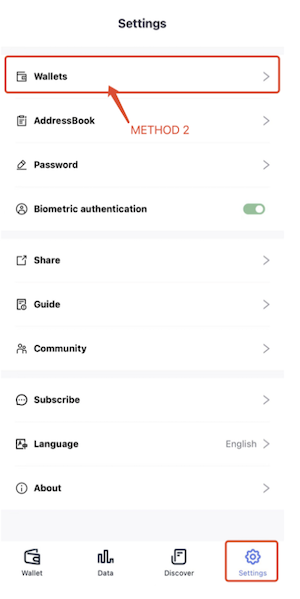 Settings
Wallets
AddressBook
METHOD 2
Password
Biometric authentication
Share
Guide
Community
Subscribe
Language English
About
Wallet Data Discover Settings